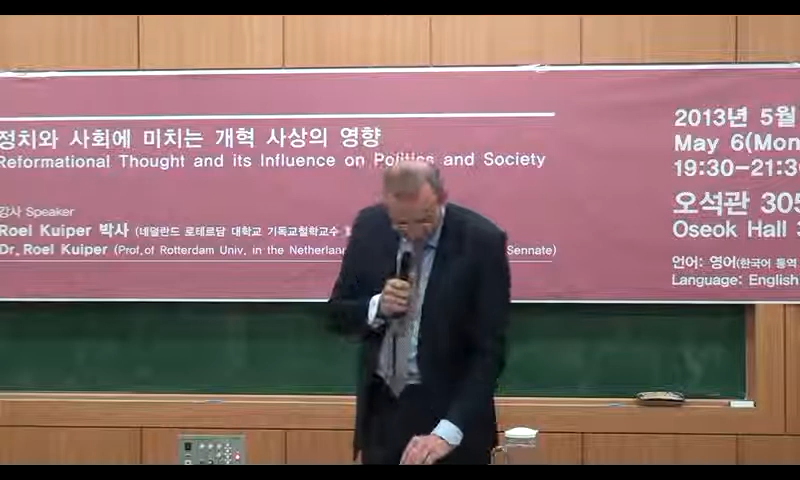 정치와 사회에 미치는 개혁 사상의 영향
Reformational Thought and its Influence on Politics and Society
강사 Speaker
Roel Kuiper 박사 (네덜란드 로테르담 대학교 기독교철학교수
Dr. Roel Kuiper (Prof. of Rotterdam Univ. in the Netherlan Sennate)
2013년 5월
May 6(Mon
19:30-21:3
오석관 305
Oseok Hall 3
언어: 영어(한국어 통역
Language: English